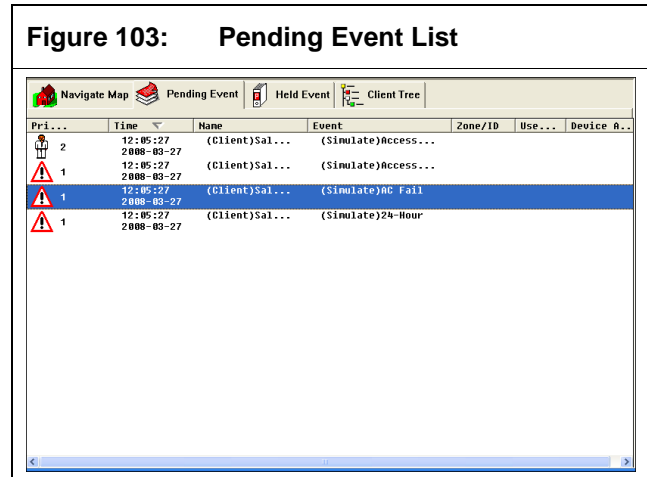 Figure 103: Pending Event List
Navigate Map Pending Event Held Event Client Tree
Pri... Time Name Event Zone/ID Use... Device A..
2 12:05:27 (Client)Sal... (Simulate)Access...
2008-03-27
1 12:05:27 (Client)Sal... (Simulate)Access...
2008-03-27
1 12:05:27 (Client)Sal... (Simulate)AC Fail
2008-03-27
1 12:05:27 (Client)Sal... (Simulate)24-Hour
2008-03-27